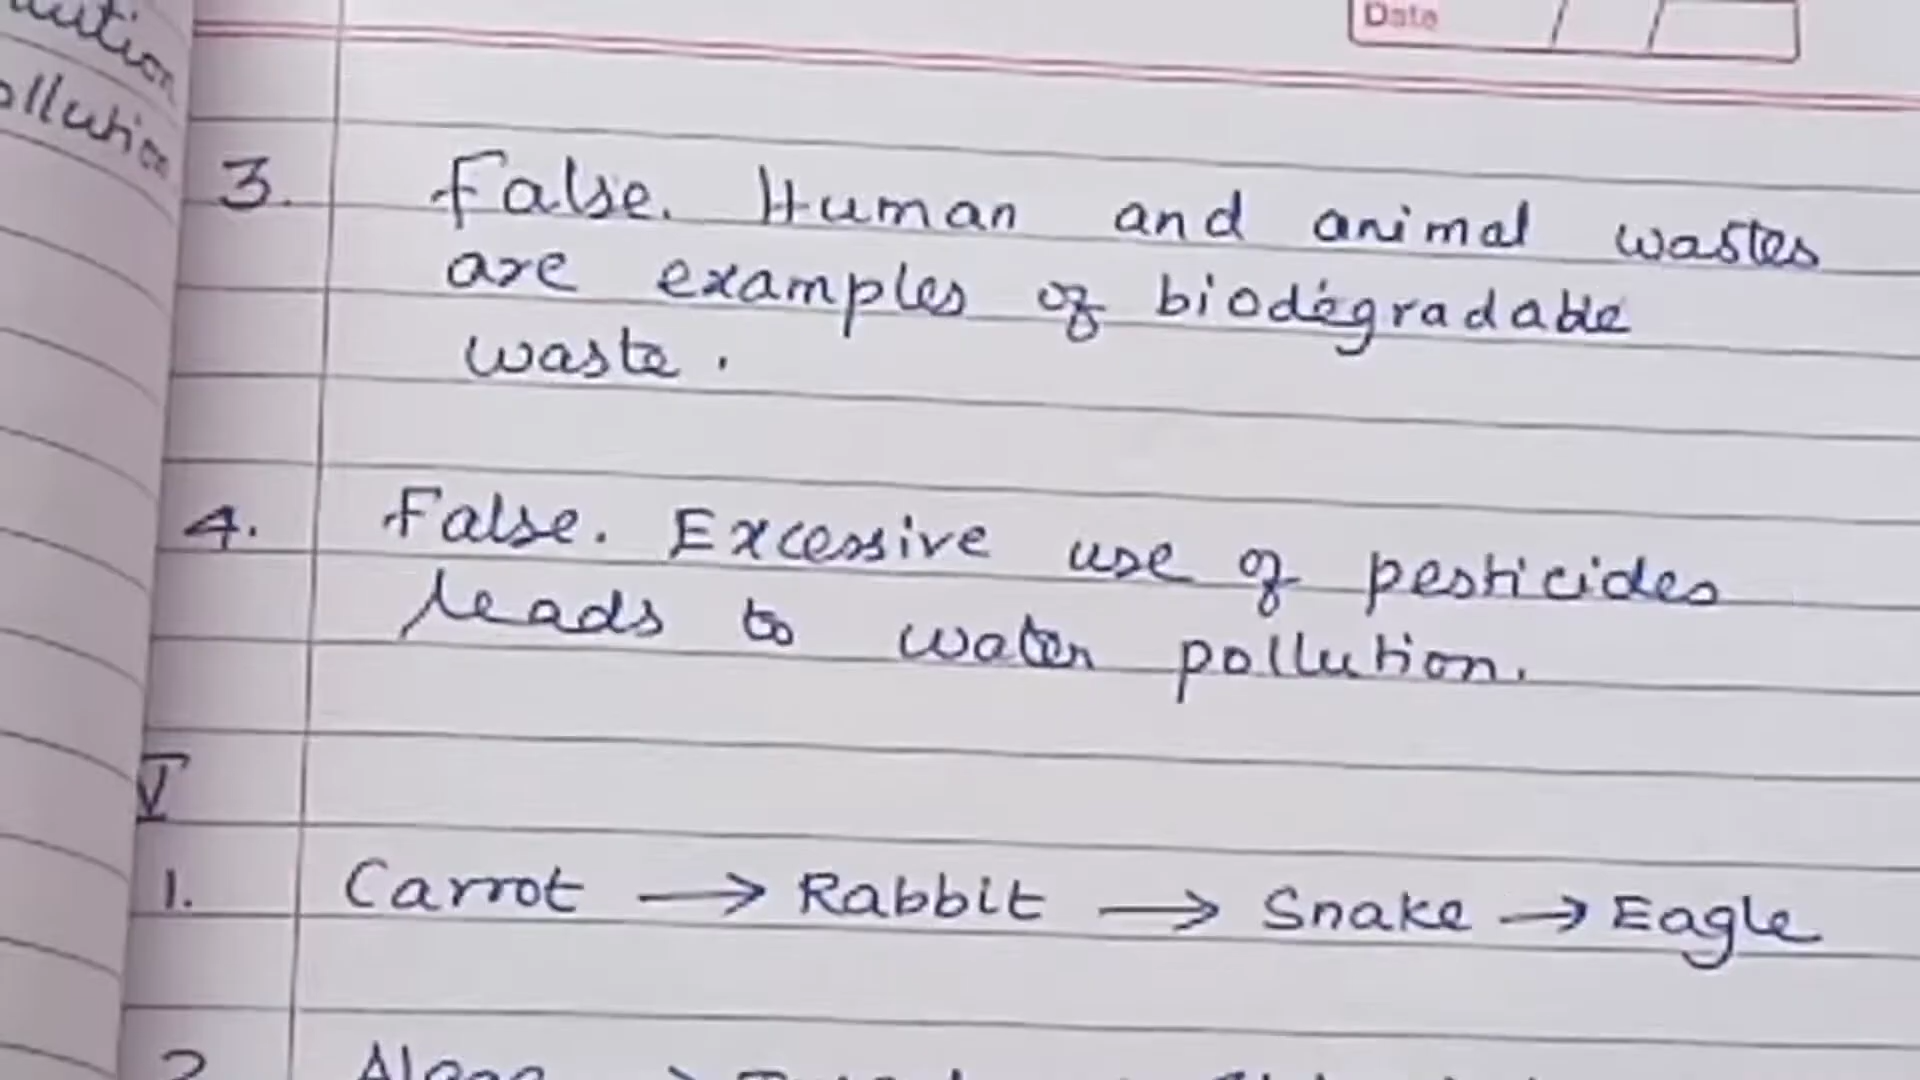 Date
3. False. Human and animal wastes
are examples of biodegradable
waste.
4. False. Excessive use of pesticides
leads to water pollution.
V
1. Carrot → Rabbit → Snake → Eagle
2.